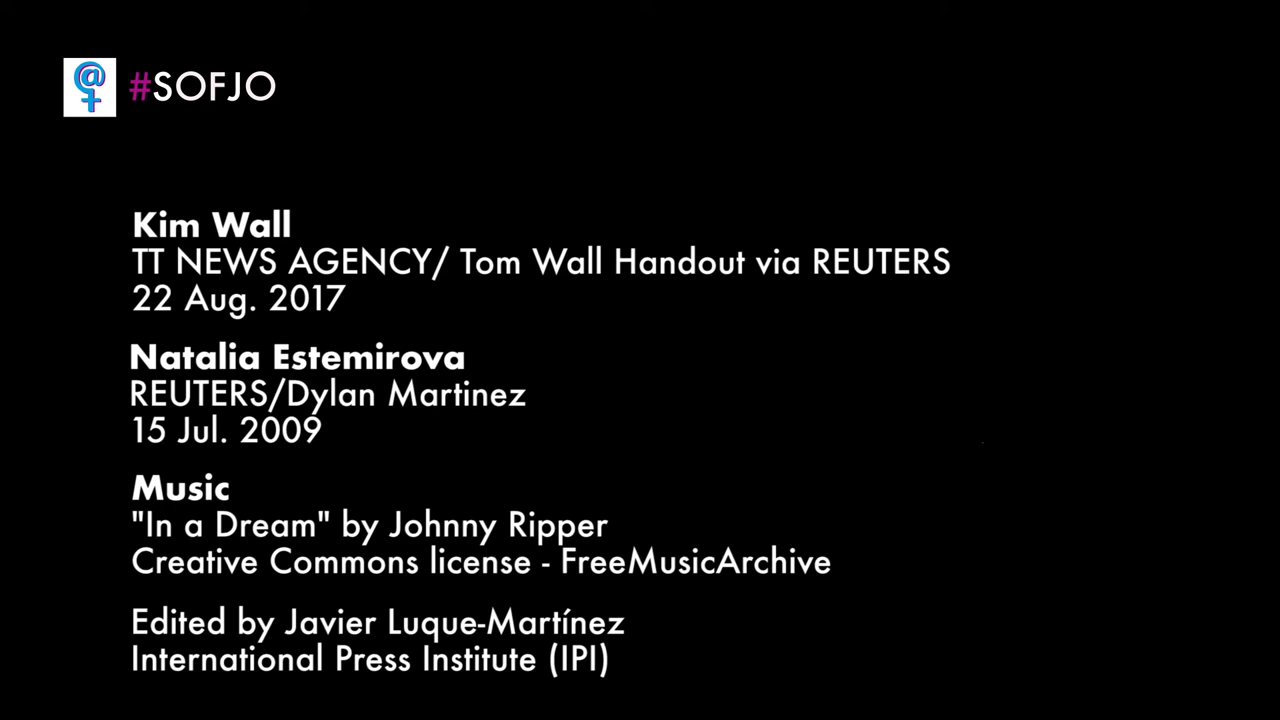 #SOFJO
Kim Wall
TT NEWS AGENCY/ Tom Wall Handout via REUTERS
22 Aug. 2017
Natalia Estemirova
REUTERS/Dylan Martinez
15 Jul. 2009
Music
"In a Dream" by Johnny Ripper
Creative Commons license - FreeMusicArchive
Edited by Javier Luque-Martínez
International Press Institute (IPI)